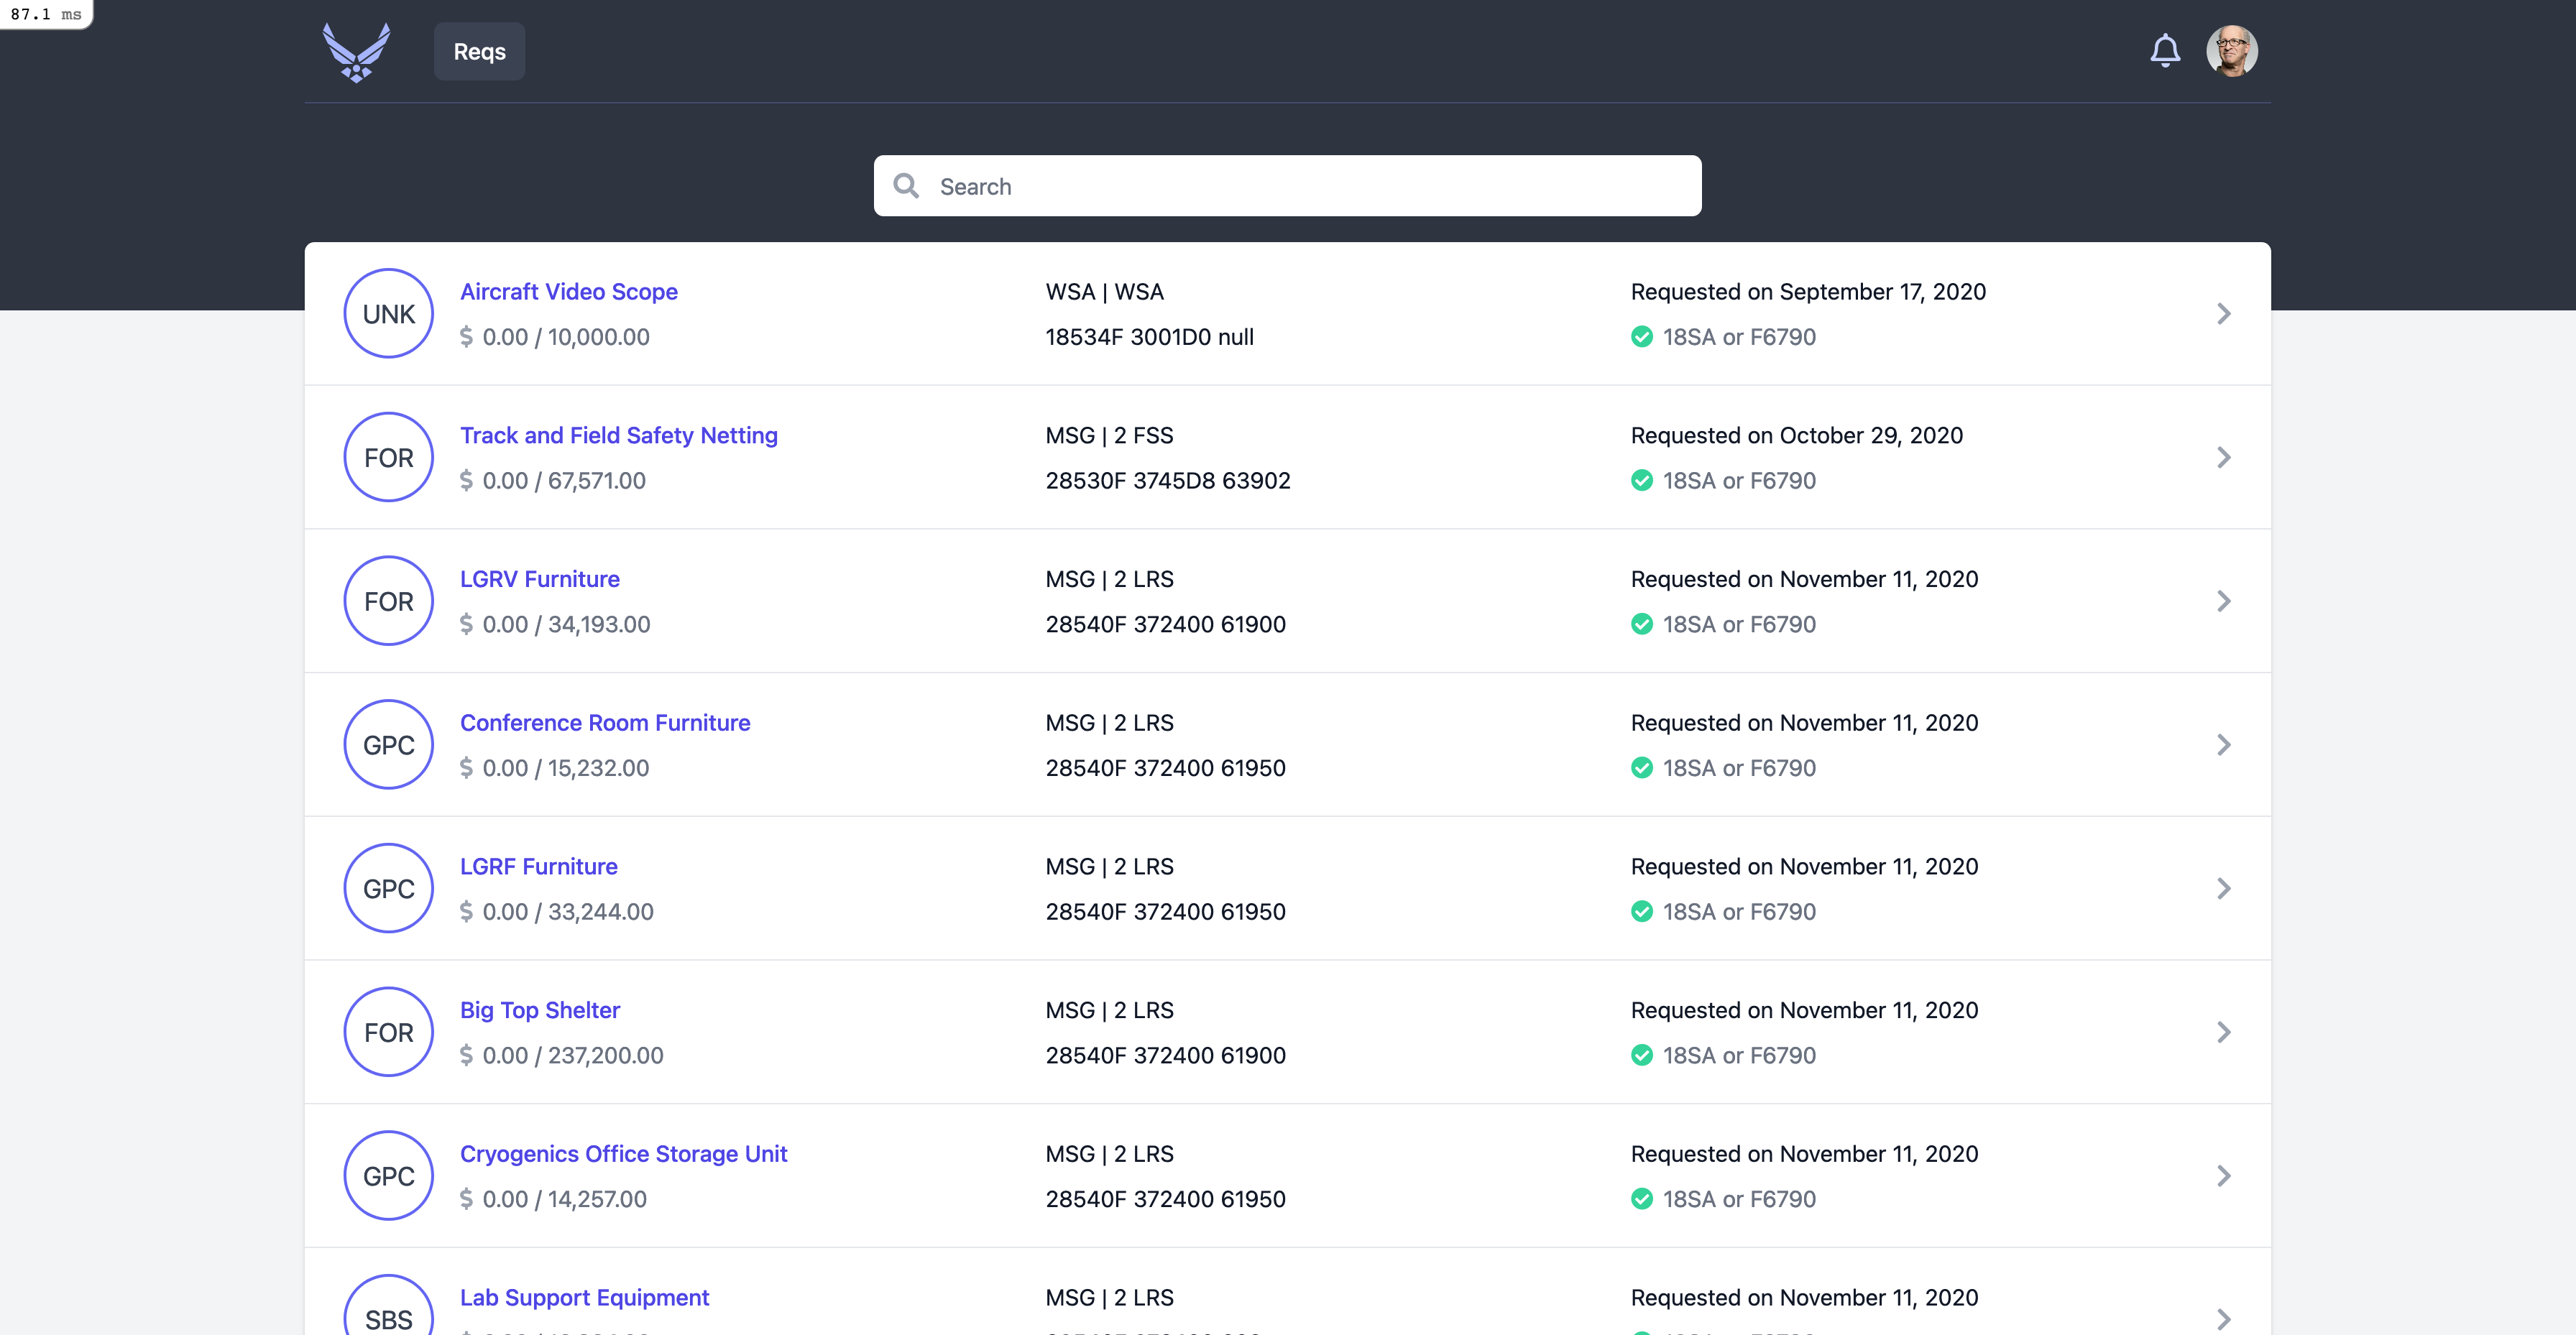 87.1 ms
Reqs
Search
UNK
Aircraft Video Scope
$ 0.00 / 10,000.00
WSA | WSA
18534F 3001D0 null
Requested on September 17, 2020
18SA or F6790
FOR
Track and Field Safety Netting
$ 0.00 / 67,571.00
MSG | 2 FSS
28530F 3745D8 63902
Requested on October 29, 2020
18SA or F6790
FOR
LGRV Furniture
$ 0.00 / 34,193.00
MSG | 2 LRS
28540F 372400 61900
Requested on November 11, 2020
18SA or F6790
GPC
Conference Room Furniture
$ 0.00 / 15,232.00
MSG | 2 LRS
28540F 372400 61950
Requested on November 11, 2020
18SA or F6790
GPC
LGRF Furniture
$ 0.00 / 33,244.00
MSG | 2 LRS
28540F 372400 61950
Requested on November 11, 2020
18SA or F6790
FOR
Big Top Shelter
$ 0.00 / 237,200.00
MSG | 2 LRS
28540F 372400 61900
Requested on November 11, 2020
18SA or F6790
GPC
Cryogenics Office Storage Unit
$ 0.00 / 14,257.00
MSG | 2 LRS
28540F 372400 61950
Requested on November 11, 2020
18SA or F6790
SBS
Lab Support Equipment
MSG | 2 LRS
Requested on November 11, 2020